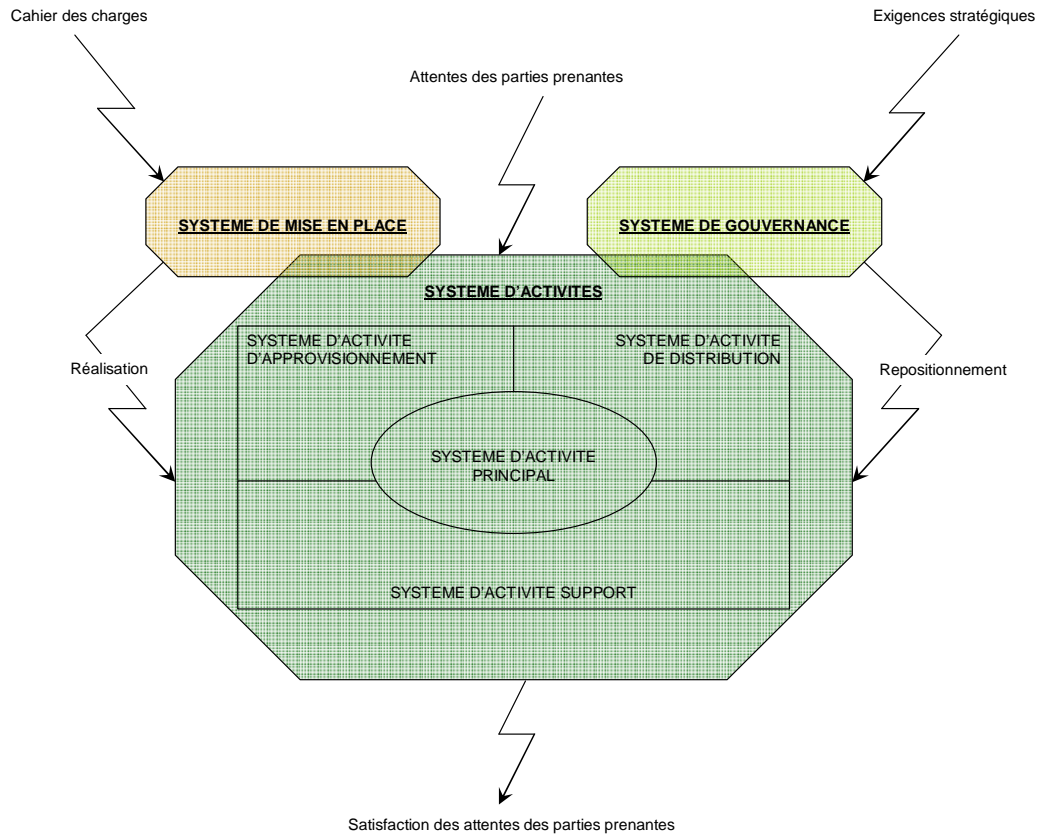 Cahier des charges
Exigences stratégiques
Attentes des parties prenantes
SYSTEME DE MISE EN PLACE
SYSTEME DE GOUVERNANCE
SYSTEME D'ACTIVITES
SYSTEME D'ACTIVITE
D'APPROVISIONNEMENT
SYSTEME D'ACTIVITE
DE DISTRIBUTION
Réalisation
Repositionnement
SYSTEME D'ACTIVITE
PRINCIPAL
SYSTEME D'ACTIVITE SUPPORT
Satisfaction des attentes des parties prenantes